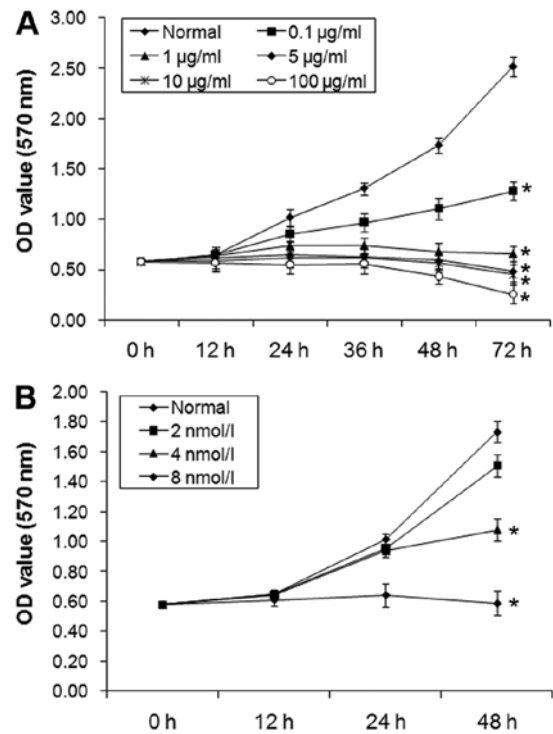 A
Normal 0.1 µg/ml
1 µg/ml 5 µg/ml
10 µg/ml 100 µg/ml
OD value (570 nm)
3.00
2.50
2.00
1.50
1.00
0.50
0.00
*
*
*
*
*
0 h 12 h 24 h 36 h 48 h 72 h
B
Normal
2 nmol/l
4 nmol/l
8 nmol/l
OD value (570 nm)
2.00
1.80
1.60
1.40
1.20
1.00
0.80
0.60
0.40
0.20
0.00
*
*
0 h 12 h 24 h 48 h